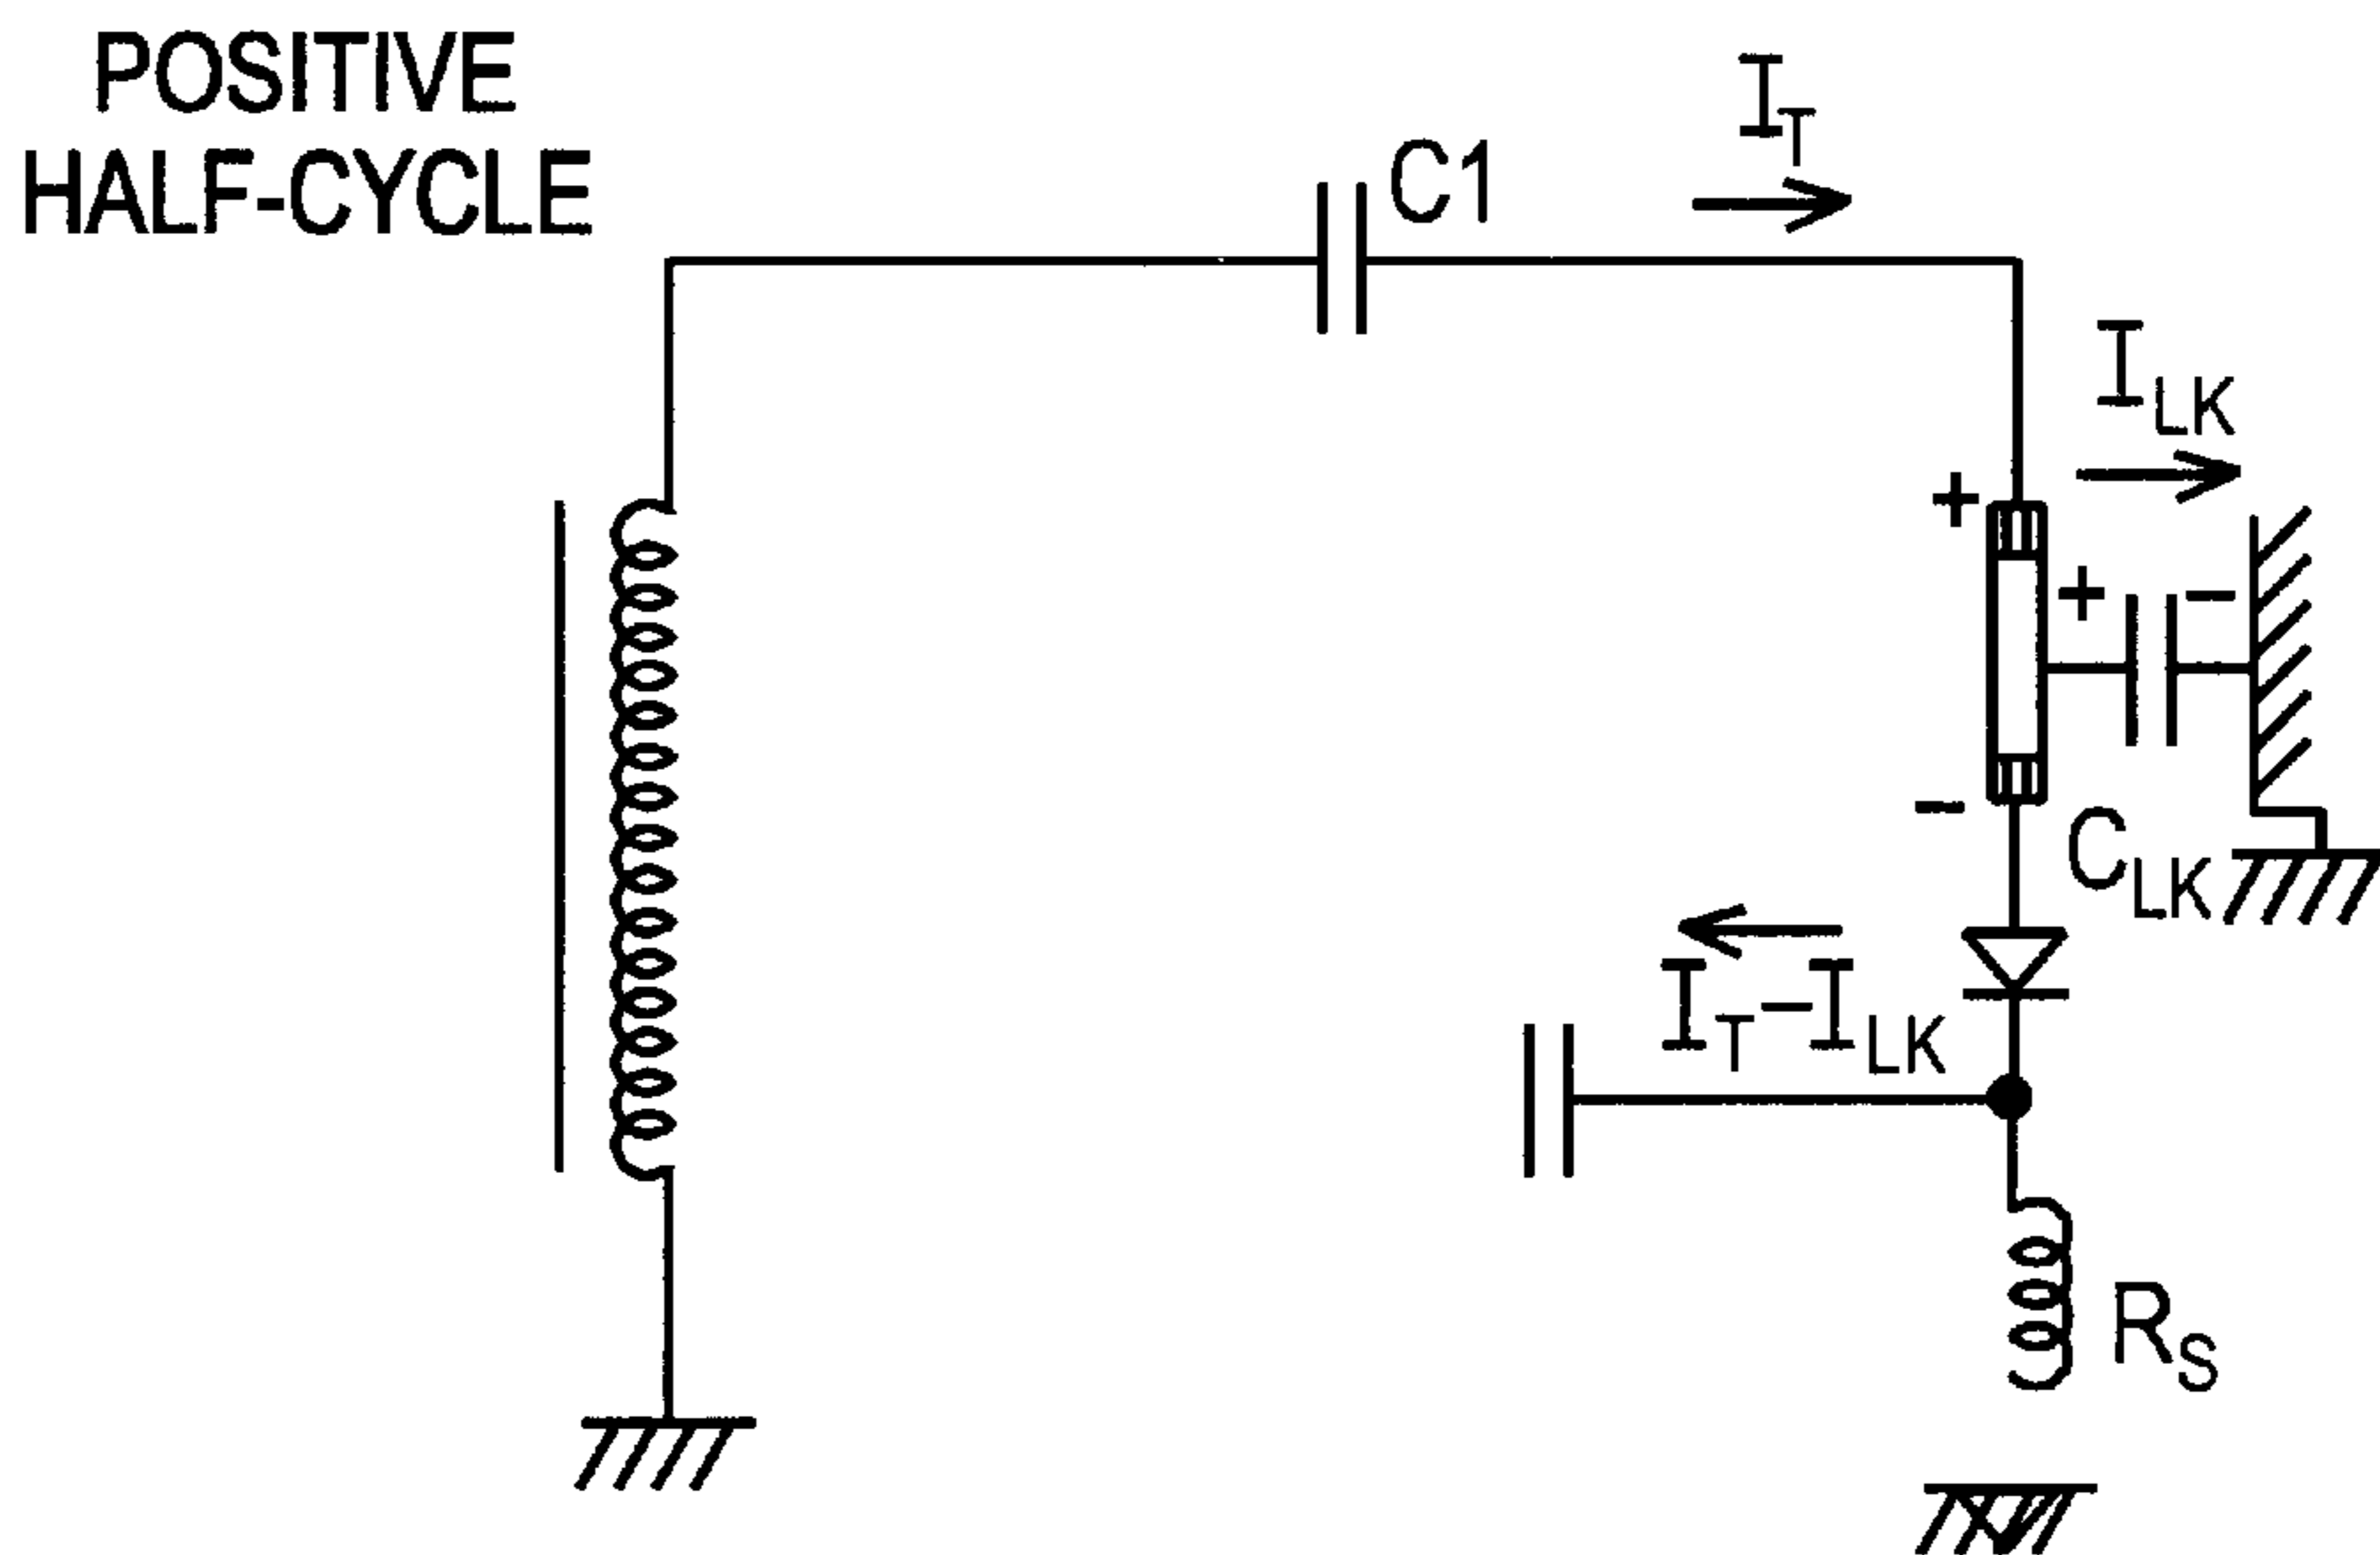 POSITIVE
HALF-CYCLE
C1
I_T
I_LK
+
+ −
−
C_LK
I_T−I_LK
R_S